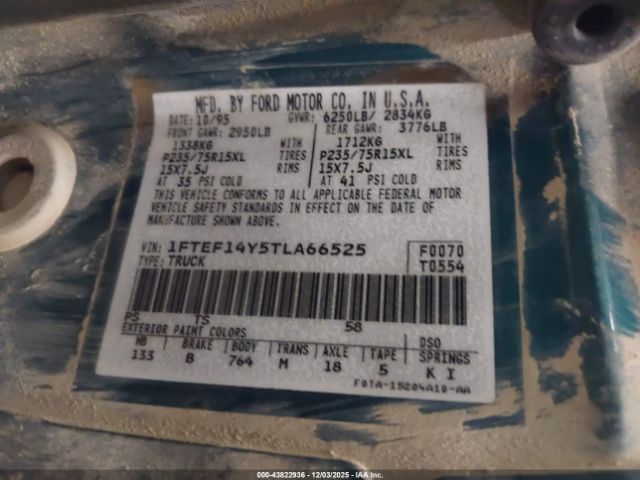 MFD. BY FORD MOTOR CO. IN U.S.A.
DATE: 10/95 GVWR: 6250LB/ 2834KG
FRONT GAWR: 2950LB REAR GAWR: 3776LB
1338KG WITH 1712KG WITH
P235/75R15XL TIRES P235/75R15XL TIRES
15X7.5J RIMS 15X7.5J RIMS
AT 35 PSI COLD AT 41 PSI COLD
THIS VEHICLE CONFORMS TO ALL APPLICABLE FEDERAL MOTOR
VEHICLE SAFETY STANDARDS IN EFFECT ON THE DATE OF
MANUFACTURE SHOWN ABOVE.
VIN: 1FTEF14Y5TLA66525 F0070
TYPE: TRUCK T0554
PS TS 58
EXTERIOR PAINT COLORS DSO
WB BRAKE BODY TRANS AXLE TAPE SPRINGS
133 B 764 M 18 5 K I
F0TA-15204A10-AA
000-43822936 - 12/03/2025 - IAA Inc.